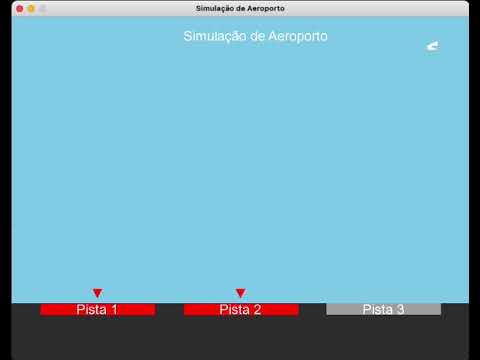 Simulação de Aeroporto
Simulação de Aeroporto
Pista 1
Pista 2
Pista 3